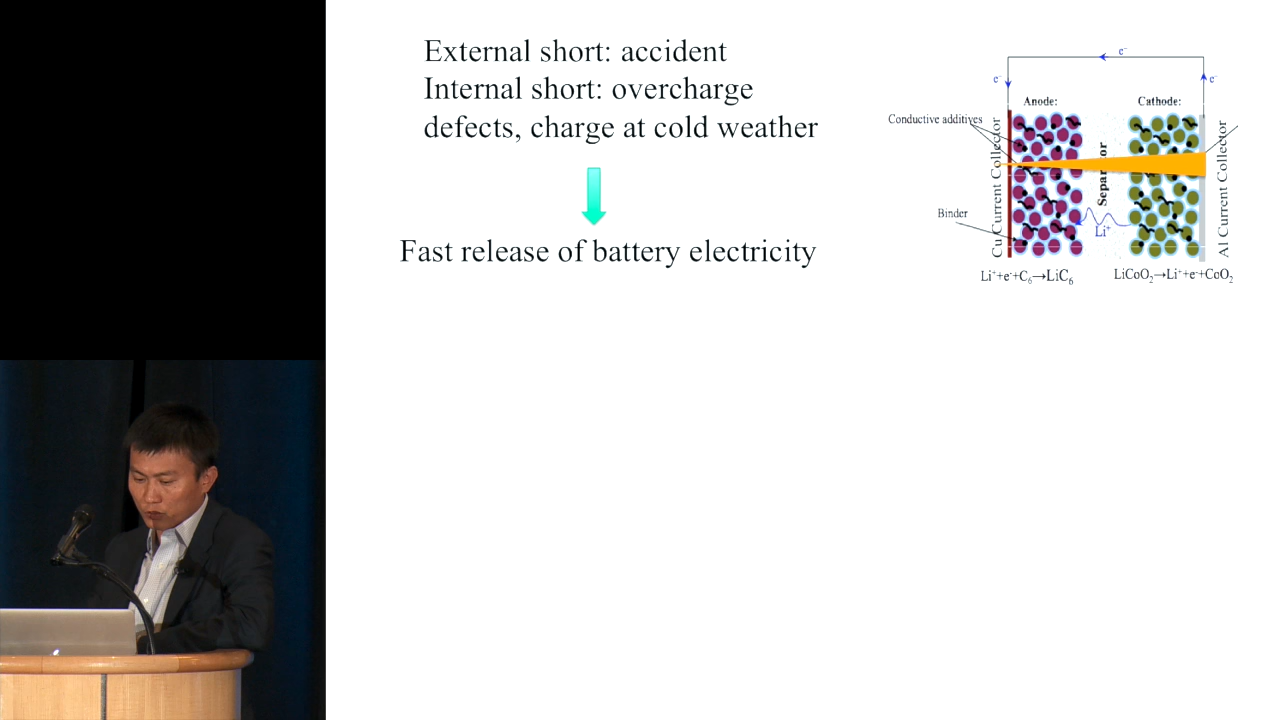 External short: accident
Internal short: overcharge
defects, charge at cold weather
Fast release of battery electricity
e⁻
e⁻
e⁻
Anode:
Cathode:
Conductive additives
Cu Current Collector
Separator
Al Current Collector
Binder
Li⁺
Li⁺+e⁻+C₆→LiC₆
LiCoO₂→Li⁺+e⁻+CoO₂